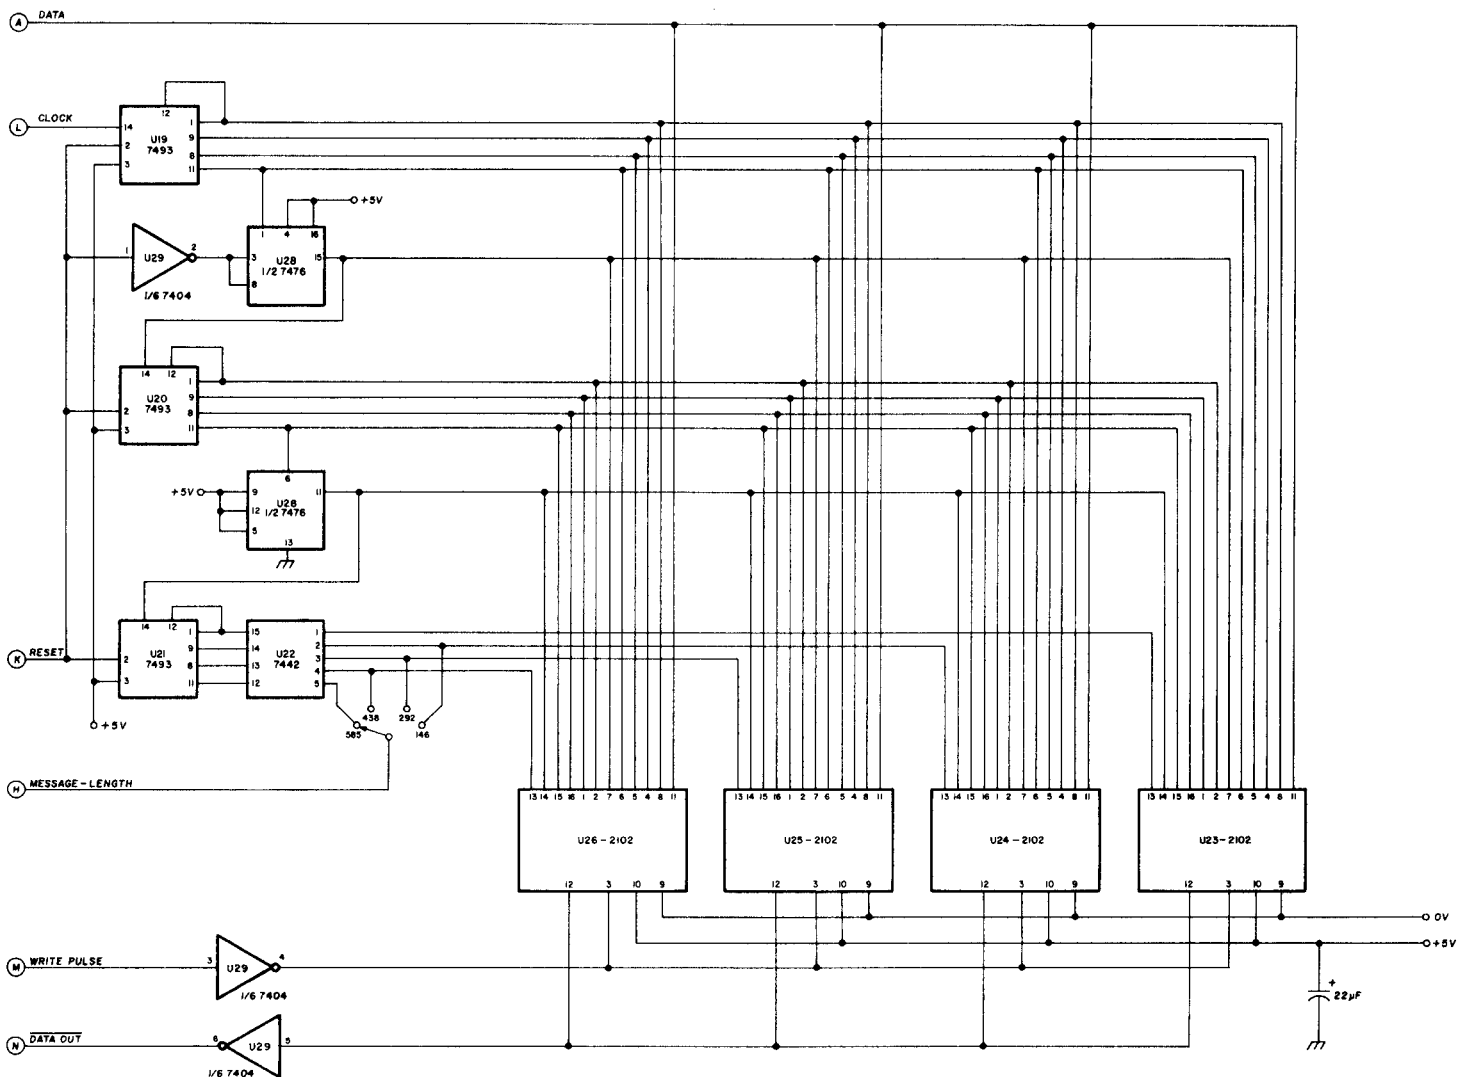 A DATA
12
L CLOCK
14 1
2 9
3 8
11
U19
7493
+5V
1 4 16
1 U29 2
3 15
8
U28
1/2 7476
1/6 7404
14 12
1
9
2 8
3 11
U20
7493
6
+5V
9 11
12
5
U28
1/2 7476
13
14 12
K RESET
2
3
U21
7493
1 15
9 14
8 13
11 12
U22
7442
1
2
3
4
5
+5V
438 292
585 146
H MESSAGE-LENGTH
13 14 15 16 1 2 7 6 5 4 8 11
13 14 15 16 1 2 7 6 5 4 8 11
13 14 15 16 1 2 7 6 5 4 8 11
13 14 15 16 1 2 7 6 5 4 8 11
U26-2102
U25-2102
U24-2102
U23-2102
12 3 10 9
12 3 10 9
12 3 10 9
12 3 10 9
0V
+5V
M WRITE PULSE
3 U29 4
1/6 7404
+
22µF
N DATA OUT
6 U29 5
1/6 7404